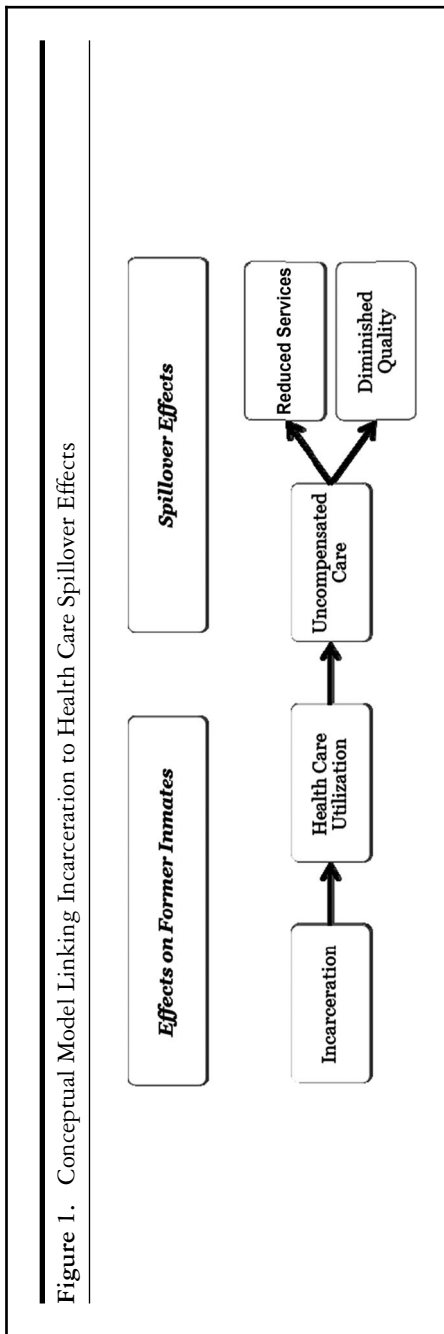 Figure 1. Conceptual Model Linking Incarceration to Health Care Spillover Effects
Effects on Former Inmates
Spillover Effects
Incarceration
Health Care
Utilization
Uncompensated
Care
Reduced Services
Diminished
Quality